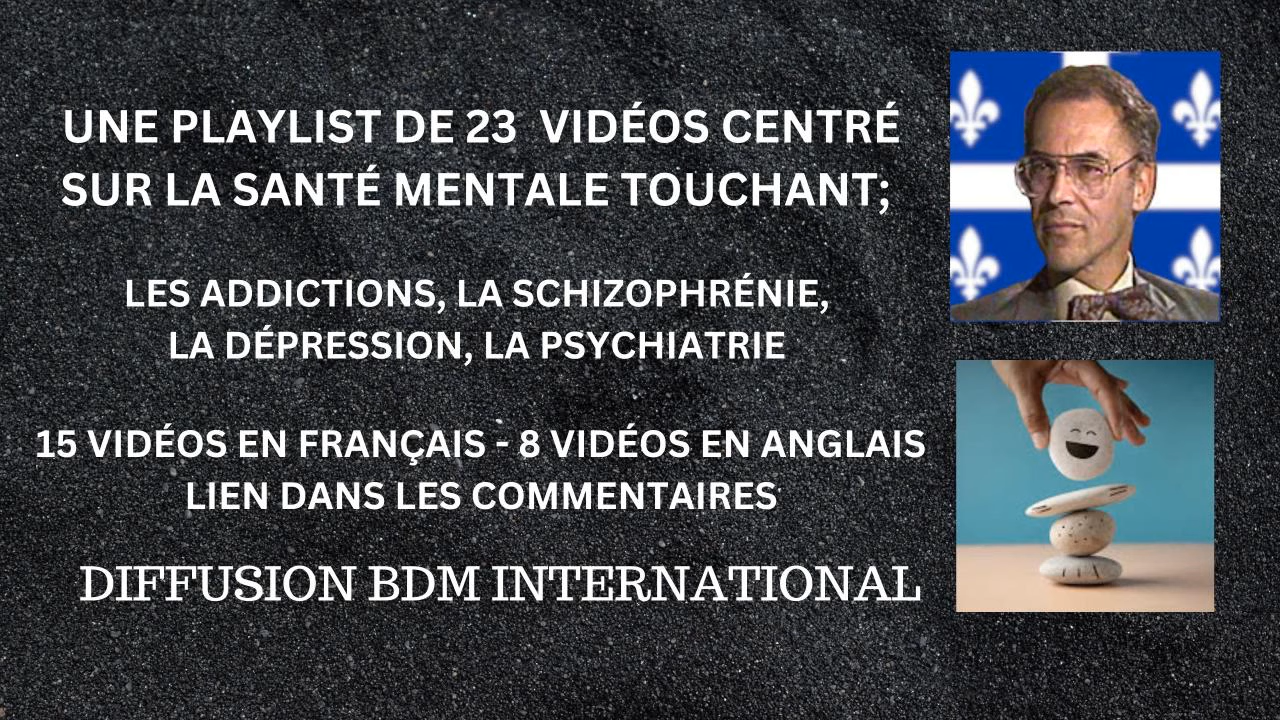 UNE PLAYLIST DE 23 VIDÉOS CENTRÉ
SUR LA SANTÉ MENTALE TOUCHANT;
LES ADDICTIONS, LA SCHIZOPHRÉNIE,
LA DÉPRESSION, LA PSYCHIATRIE
15 VIDÉOS EN FRANÇAIS - 8 VIDÉOS EN ANGLAIS
LIEN DANS LES COMMENTAIRES
DIFFUSION BDM INTERNATIONAL